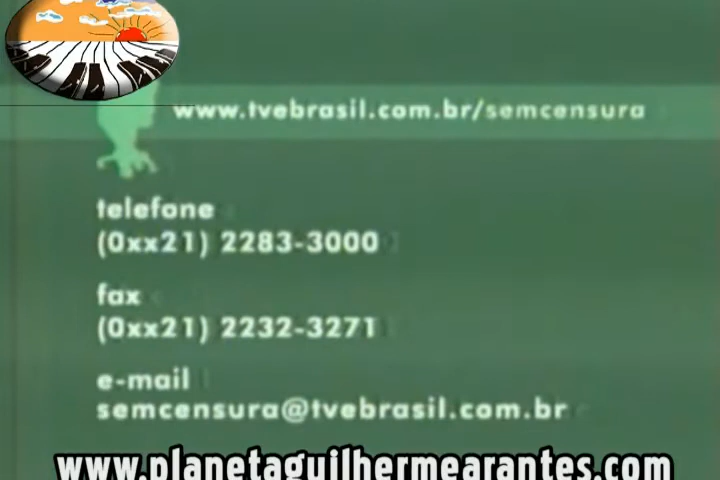 www.tvebrasil.com.br/semcensura
telefone
(0xx21) 2283-3000
fax
(0xx21) 2232-3271
e-mail
semcensura@tvebrasil.com.br
www.planetaguilhermearantes.com